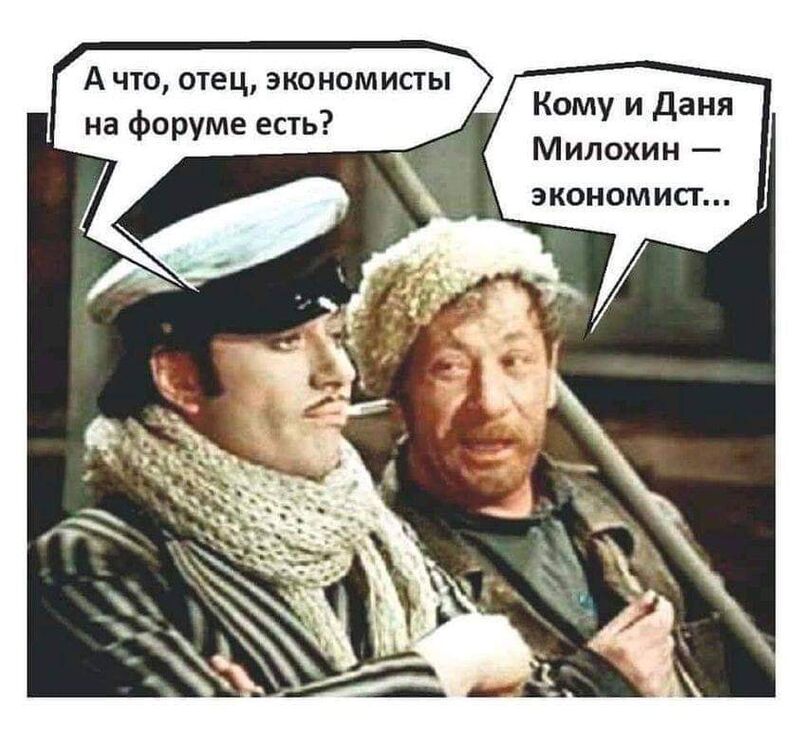 А что, отец, экономисты
на форуме есть?
Кому и Даня
Милохин —
экономист...